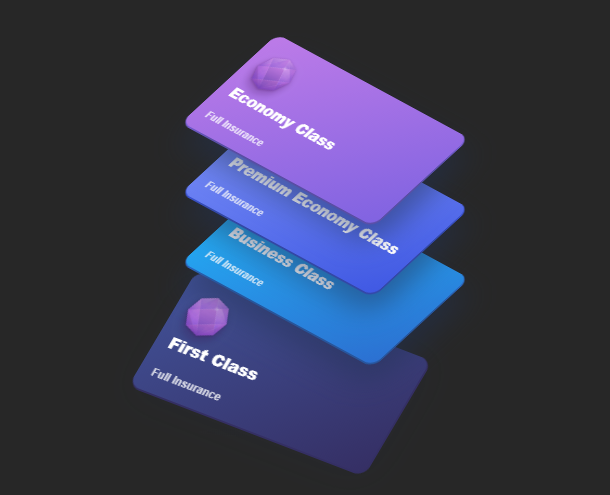 Economy Class
Full Insurance
Premium Economy Class
Full Insurance
Business Class
Full Insurance
First Class
Full Insurance